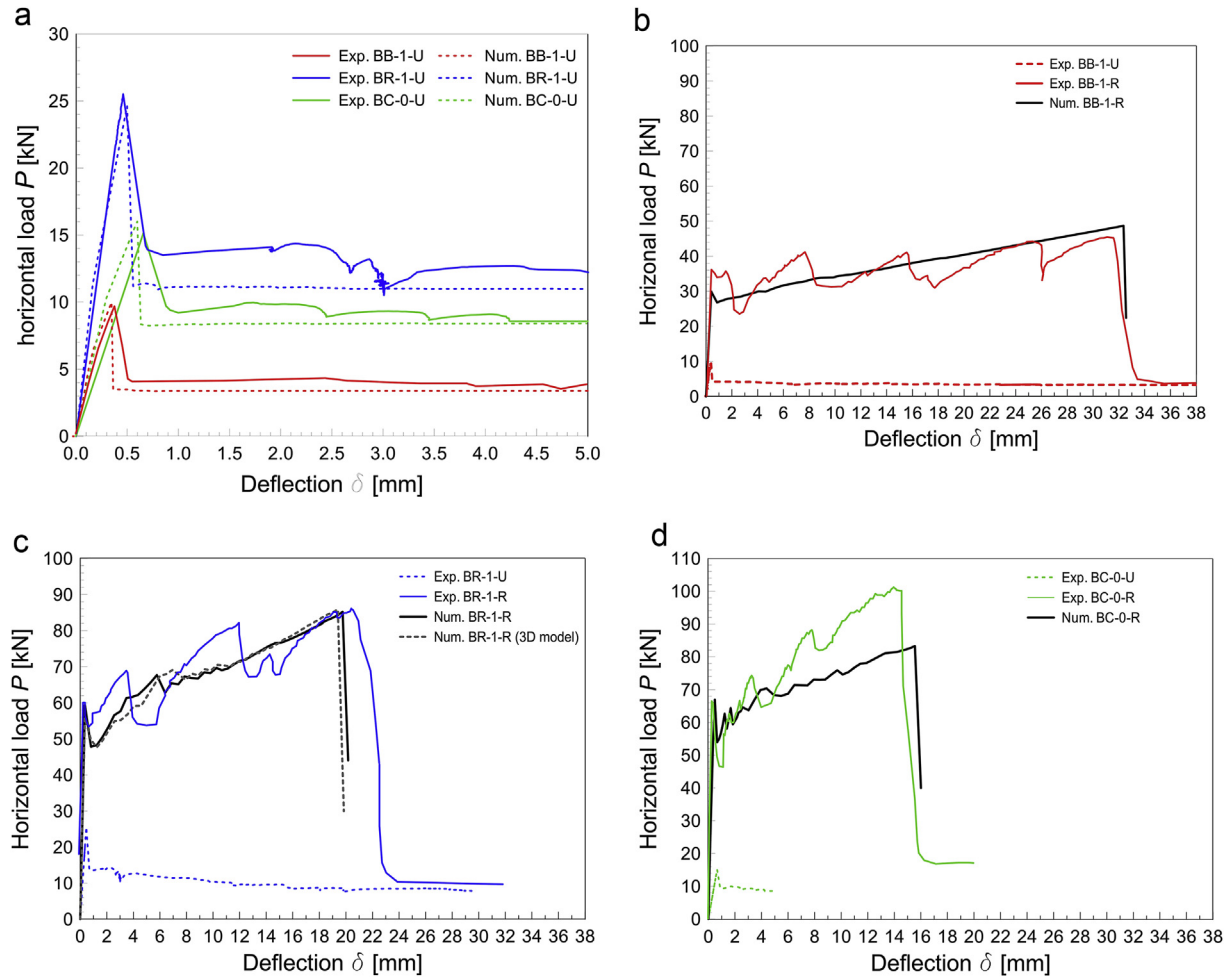 a
30
25
20
15
10
5
0
horizontal load P [kN]
Exp. BB-1-U
Exp. BR-1-U
Exp. BC-0-U
Num. BB-1-U
Num. BR-1-U
Num. BC-0-U
0.0 0.5 1.0 1.5 2.0 2.5 3.0 3.5 4.0 4.5 5.0
Deflection δ [mm]
b
100
90
80
70
60
50
40
30
20
10
0
Horizonal load P [kN]
Exp. BB-1-U
Exp. BB-1-R
Num. BB-1-R
0 2 4 6 8 10 12 14 16 18 20 22 24 26 28 30 32 34 36 38
Deflection δ [mm]
c
100
90
80
70
60
50
40
30
20
10
0
Horizontal load P [kN]
Exp. BR-1-U
Exp. BR-1-R
Num. BR-1-R
Num. BR-1-R (3D model)
0 2 4 6 8 10 12 14 16 18 20 22 24 26 28 30 32 34 36 38
Deflection δ [mm]
d
110
100
90
80
70
60
50
40
30
20
10
0
Horizontal load P [kN]
Exp. BC-0-U
Exp. BC-0-R
Num. BC-0-R
0 2 4 6 8 10 12 14 16 18 20 22 24 26 28 30 32 34 36 38
Deflection δ [mm]